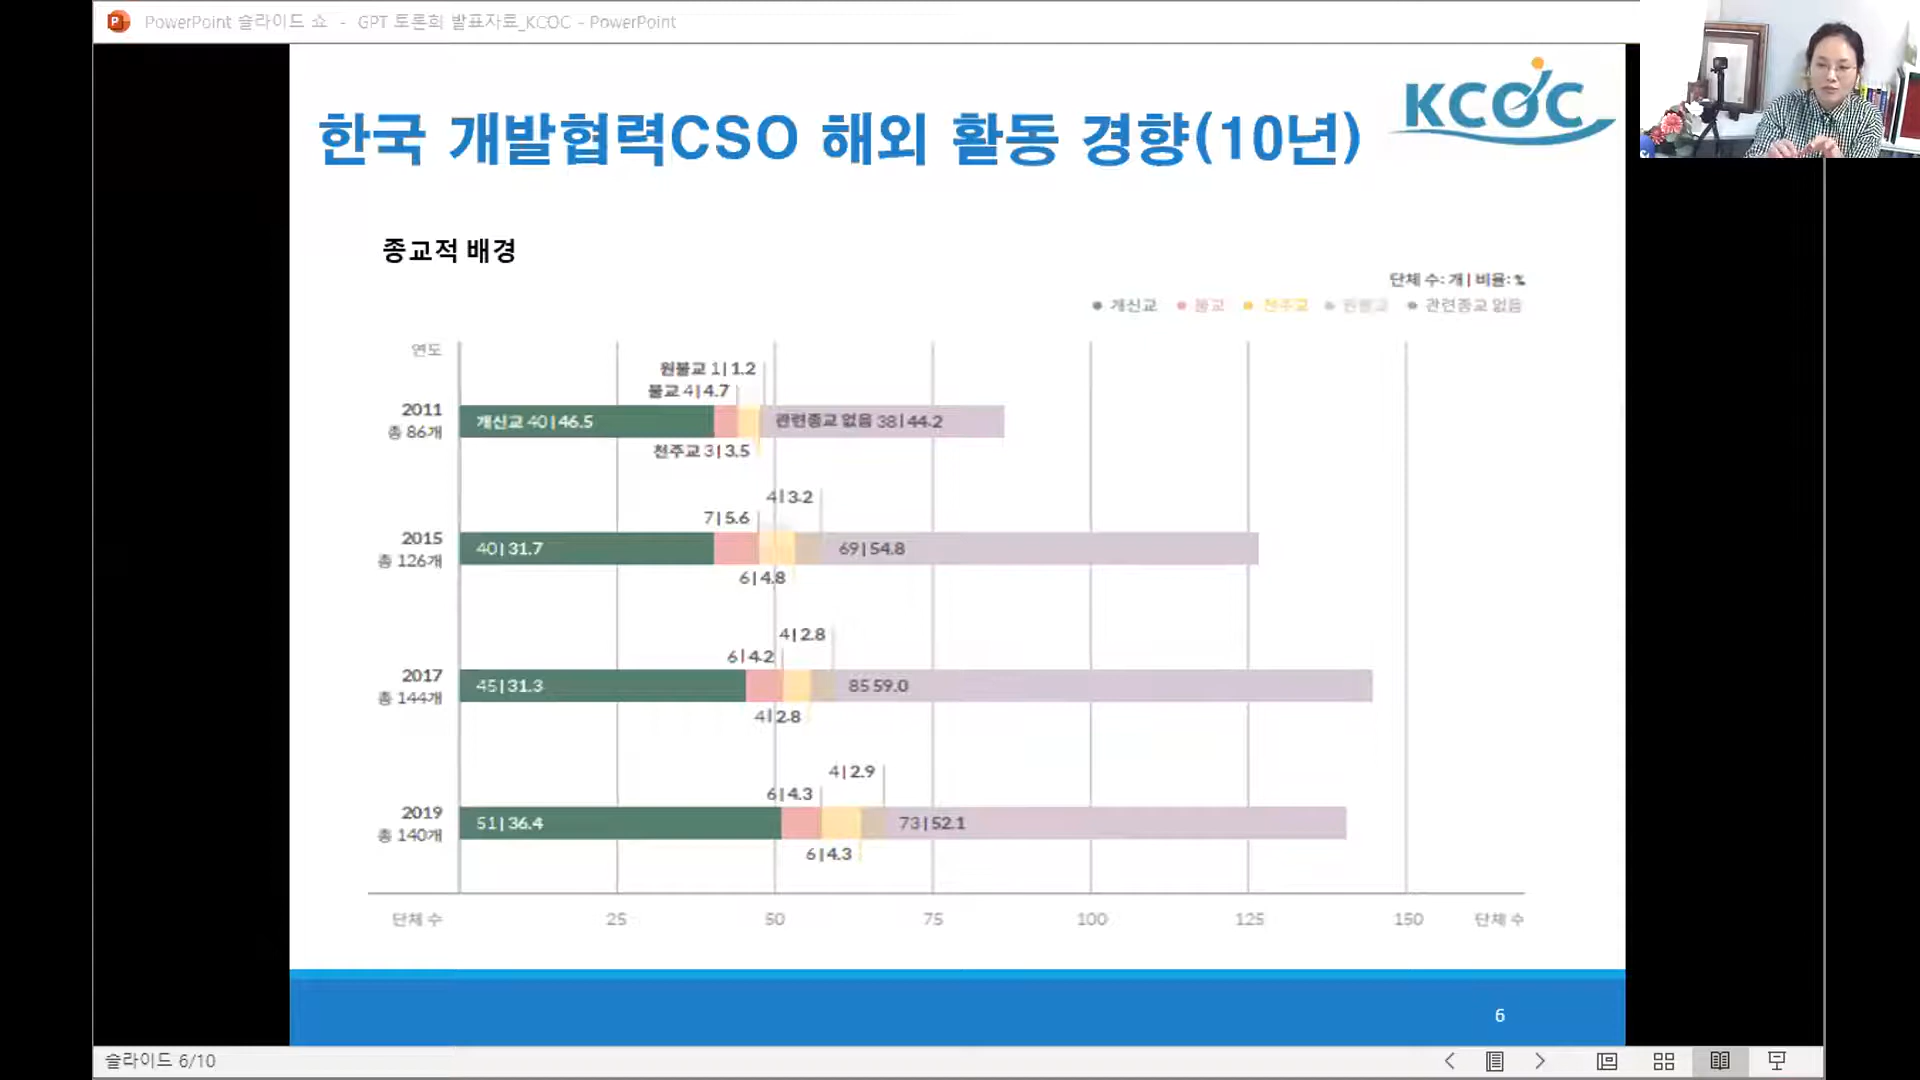 PowerPoint 슬라이드 쇼 - GPT 토론회 발표자료_KCOC - PowerPoint
한국 개발협력CSO 해외 활동 경향(10년)
KCOC
종교적 배경
단체 수: 개 | 비율: %
개신교 불교 천주교 원불교 관련종교 없음
연도
원불교 1|1.2
불교 4|4.7
2011
총 86개
개신교 40|46.5
관련종교 없음 38|44.2
천주교 3|3.5
4|3.2
7|5.6
2015
총 126개
40|31.7
69|54.8
6|4.8
4|2.8
6|4.2
2017
총 144개
45|31.3
85 59.0
4|2.8
4|2.9
6|4.3
2019
총 140개
51|36.4
73|52.1
6|4.3
단체 수 25 50 75 100 125 150 단체 수
6
슬라이드 6/10